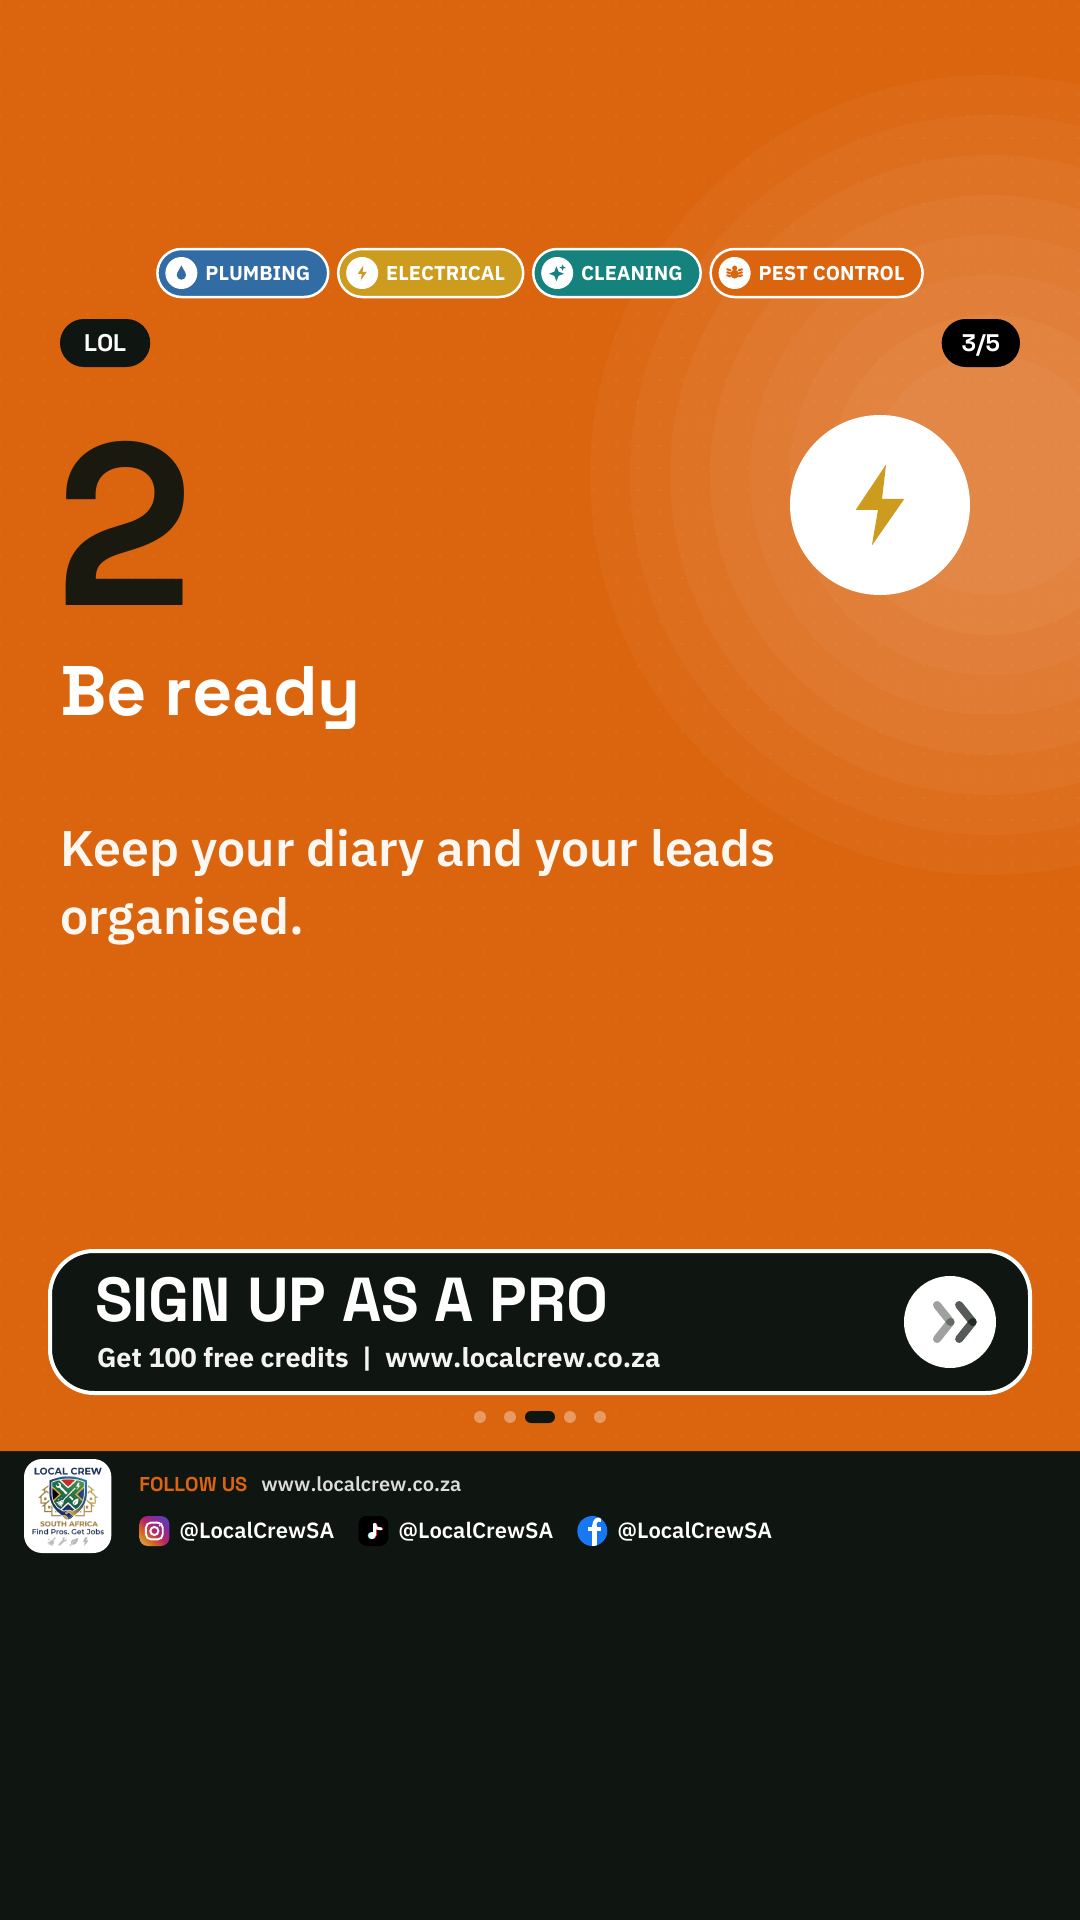 PLUMBING ELECTRICAL CLEANING PEST CONTROL
LOL 3/5
2
Be ready
Keep your diary and your leads
organised.
SIGN UP AS A PRO
Get 100 free credits | www.localcrew.co.za
LOCAL CREW
SOUTH AFRICA
Find Pros. Get Jobs
FOLLOW US www.localcrew.co.za
@LocalCrewSA @LocalCrewSA @LocalCrewSA